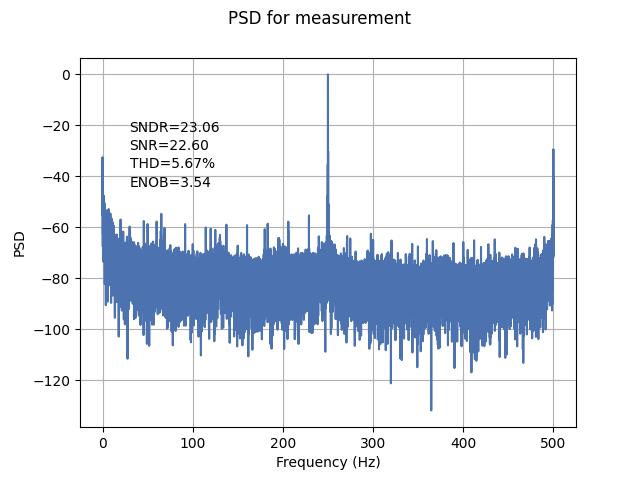 PSD for measurement
0
−20
−40
−60
−80
−100
−120
PSD
SNDR=23.06
SNR=22.60
THD=5.67%
ENOB=3.54
0 100 200 300 400 500
Frequency (Hz)